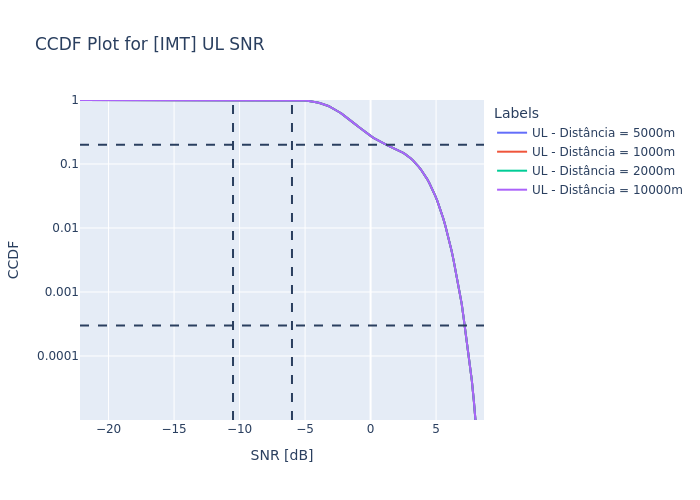 CCDF Plot for [IMT] UL SNR
Labels
UL - Distância = 5000m
UL - Distância = 1000m
UL - Distância = 2000m
UL - Distância = 10000m
CCDF
1
0.1
0.01
0.001
0.0001
−20 −15 −10 −5 0 5
SNR [dB]